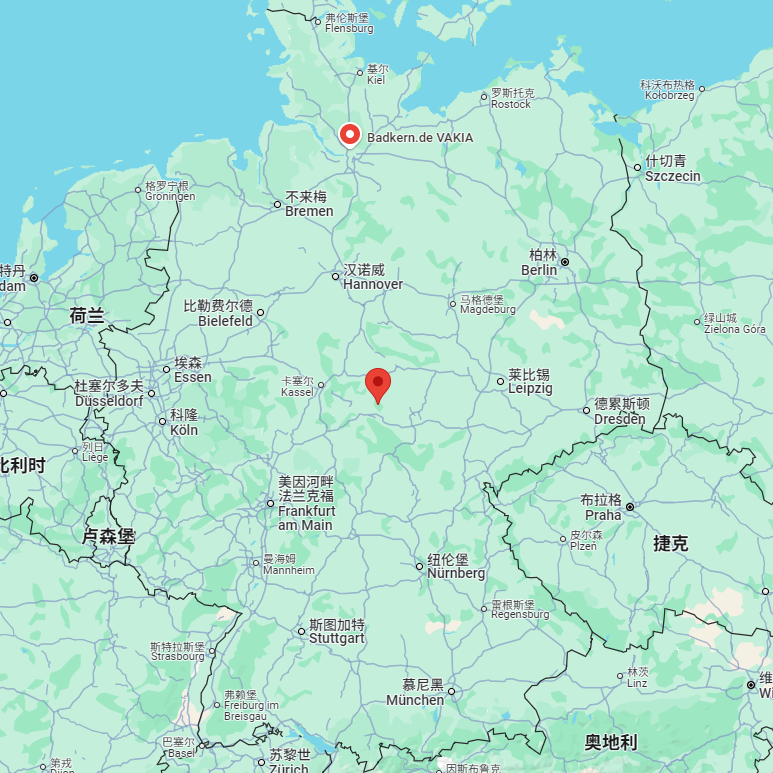 弗伦斯堡
Flensburg
基尔
Kiel
科沃布热格
Kołobrzeg
罗斯托克
Rostock
Badkern.de VAKIA
什切青
Szczecin
格罗宁根
Groningen
不来梅
Bremen
柏林
Berlin
特丹
dam
汉诺威
Hannover
马格德堡
Magdeburg
比勒费尔德
Bielefeld
荷兰
绿山城
Zielona Góra
埃森
Essen
卡塞尔
Kassel
莱比锡
Leipzig
杜塞尔多夫
Düsseldorf
德累斯顿
Dresden
科隆
Köln
列日
Liège
比利时
美因河畔
法兰克福
Frankfurt
am Main
布拉格
Praha
卢森堡
皮尔森
Plzeň
捷克
曼海姆
Mannheim
纽伦堡
Nürnberg
雷根斯堡
Regensburg
斯图加特
Stuttgart
斯特拉斯堡
Strasbourg
林茨
Linz
维
Wi
慕尼黑
München
弗赖堡
Freiburg im
Breisgau
巴塞尔
Basel
奥地利
苏黎世
Zürich
第戎
Dijon
因斯布鲁克